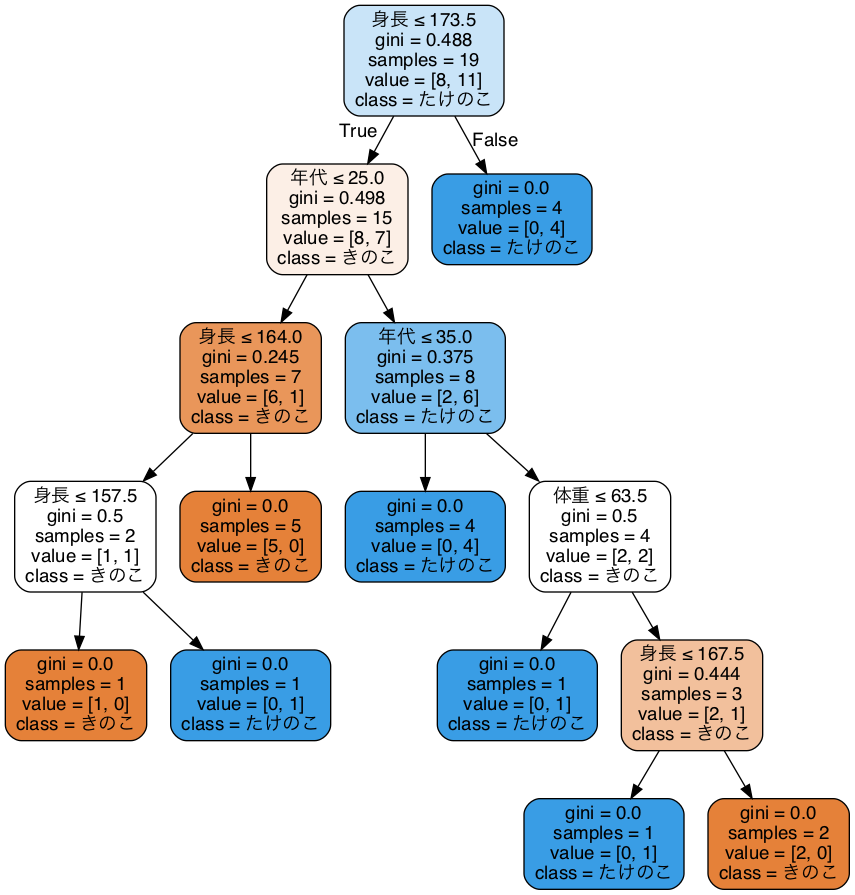 身長 ≤ 173.5
gini = 0.488
samples = 19
value = [8, 11]
class = たけのこ
True
False
年代 ≤ 25.0
gini = 0.498
samples = 15
value = [8, 7]
class = きのこ
gini = 0.0
samples = 4
value = [0, 4]
class = たけのこ
身長 ≤ 164.0
gini = 0.245
samples = 7
value = [6, 1]
class = きのこ
年代 ≤ 35.0
gini = 0.375
samples = 8
value = [2, 6]
class = たけのこ
身長 ≤ 157.5
gini = 0.5
samples = 2
value = [1, 1]
class = きのこ
gini = 0.0
samples = 5
value = [5, 0]
class = きのこ
gini = 0.0
samples = 4
value = [0, 4]
class = たけのこ
体重 ≤ 63.5
gini = 0.5
samples = 4
value = [2, 2]
class = きのこ
gini = 0.0
samples = 1
value = [1, 0]
class = きのこ
gini = 0.0
samples = 1
value = [0, 1]
class = たけのこ
gini = 0.0
samples = 1
value = [0, 1]
class = たけのこ
身長 ≤ 167.5
gini = 0.444
samples = 3
value = [2, 1]
class = きのこ
gini = 0.0
samples = 1
value = [0, 1]
class = たけのこ
gini = 0.0
samples = 2
value = [2, 0]
class = きのこ